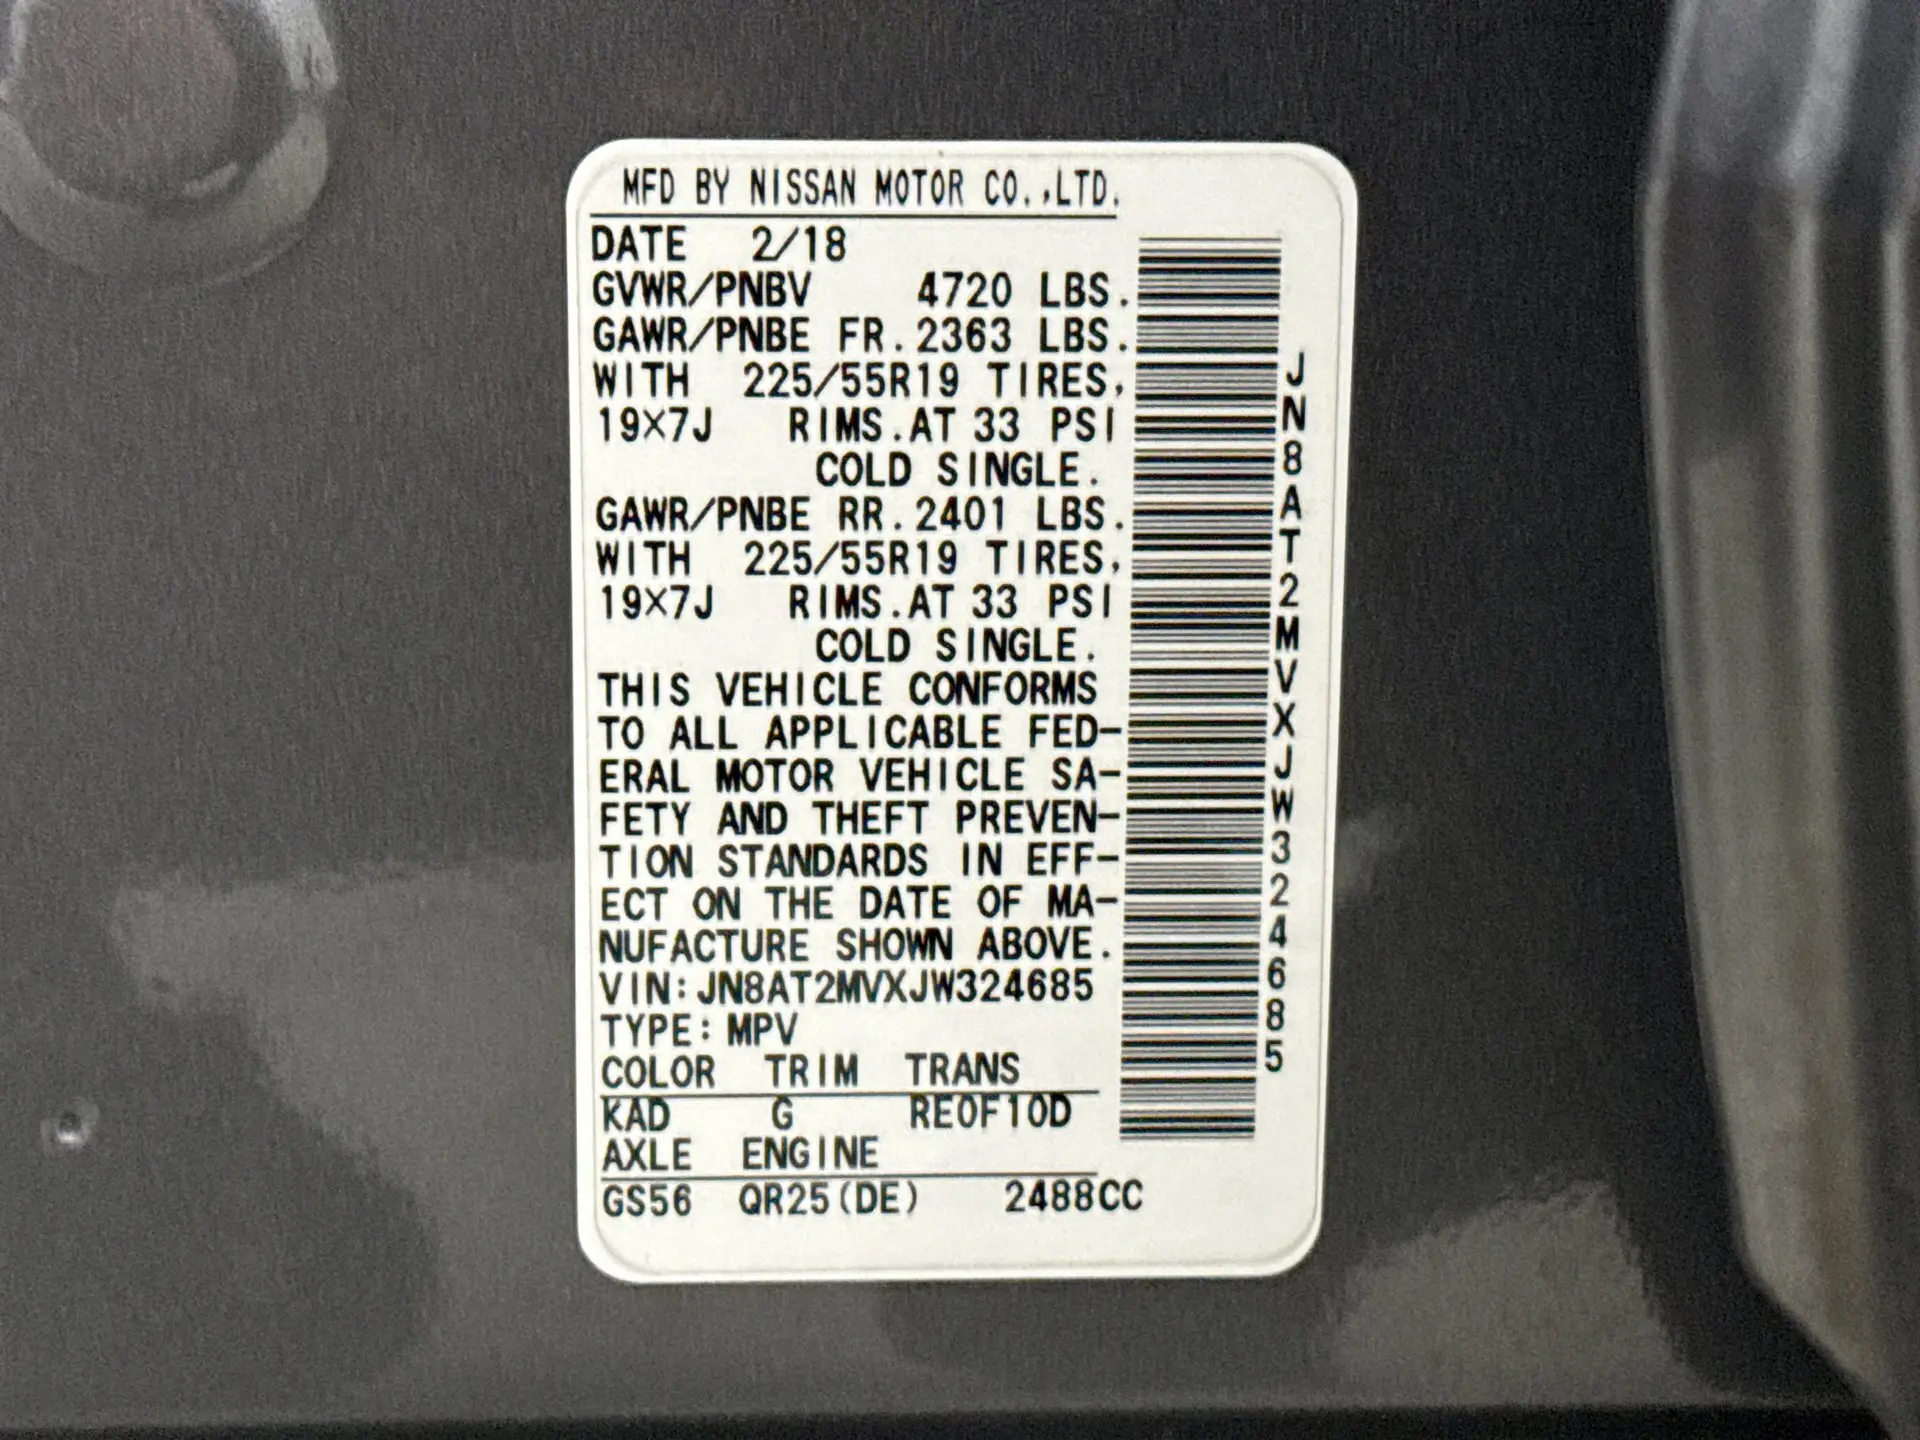 MFD BY NISSAN MOTOR CO.,LTD.
DATE 2/18
GVWR/PNBV 4720 LBS.
GAWR/PNBE FR.2363 LBS.
WITH 225/55R19 TIRES,
19X7J RIMS.AT 33 PSI
COLD SINGLE.
GAWR/PNBE RR.2401 LBS.
WITH 225/55R19 TIRES,
19X7J RIMS.AT 33 PSI
COLD SINGLE.
THIS VEHICLE CONFORMS
TO ALL APPLICABLE FED-
ERAL MOTOR VEHICLE SA-
FETY AND THEFT PREVEN-
TION STANDARDS IN EFF-
ECT ON THE DATE OF MA-
NUFACTURE SHOWN ABOVE.
VIN:JN8AT2MVXJW324685
TYPE:MPV
COLOR TRIM TRANS
KAD G RE0F10D
AXLE ENGINE
GS56 QR25(DE) 2488CC
JN8AT2MVXJW324685